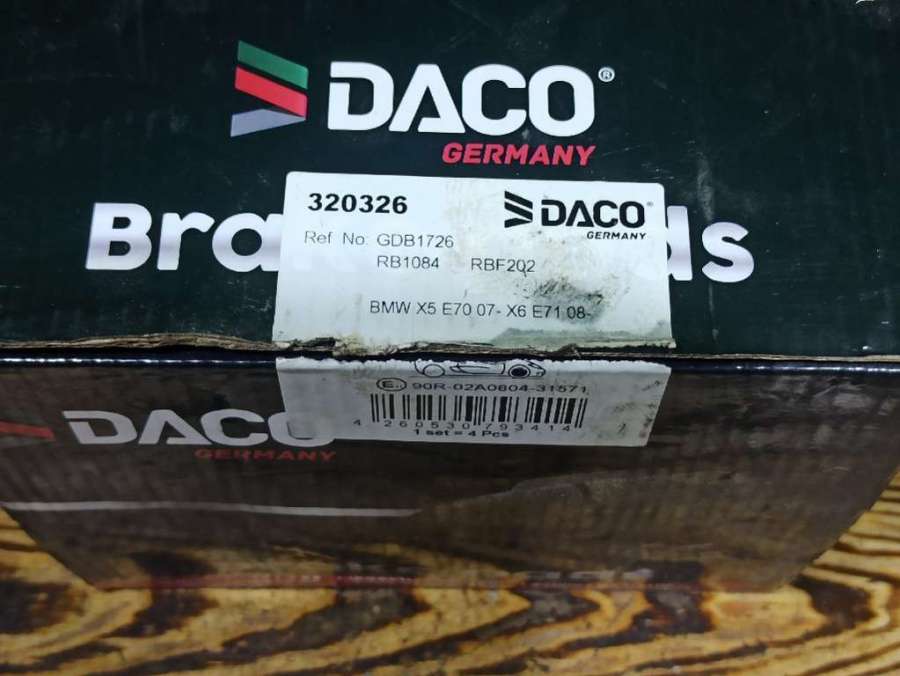 DACO®
GERMANY
320326
DACO®
GERMANY
Ref No: GDB1726
RB1084 RBF202
BMW X5 E70 07- X6 E71 08-
90R-02A0804-31571
4 260530 793414
1 set = 4 Pcs
DACO
GERMANY